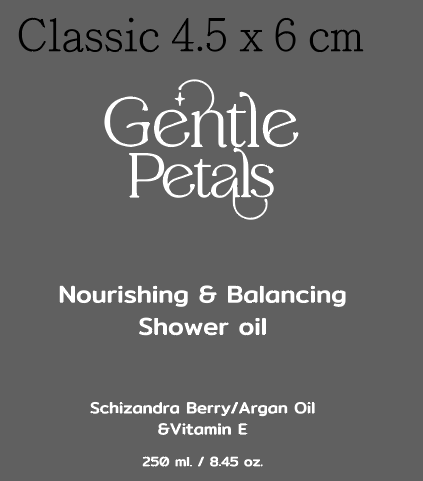 Classic 4.5 x 6 cm
Gentle
Petals
Nourishing & Balancing
Shower oil
Schizandra Berry/Argan Oil
&Vitamin E
250 ml. / 8.45 oz.